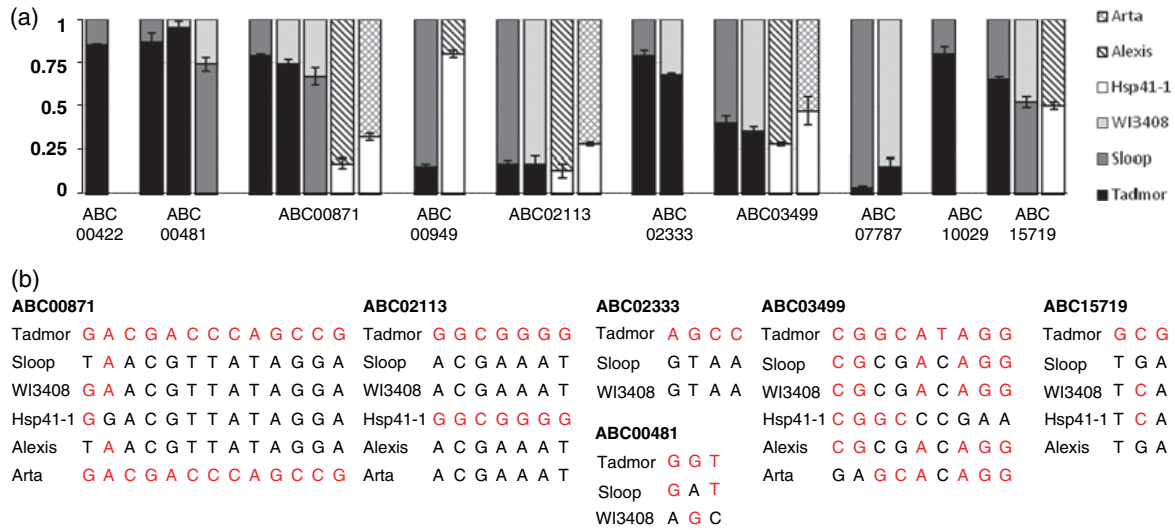 (a)
1
0.75
0.5
0.25
0
ABC 00422
ABC 00481
ABC00871
ABC 00949
ABC02113
ABC 02333
ABC03499
ABC 07787
ABC 10029
ABC 15719
Arta
Alexis
Hsp41-1
WI3408
Sloop
Tadmor
(b)
ABC00871
Tadmor G A C G A C C C A G C C G
Sloop T A A C G T T A T A G G A
WI3408 G A A C G T T A T A G G A
Hsp41-1 G G A C G T T A T A G G A
Alexis T A A C G T T A T A G G A
Arta G A C G A C C C A G C C G
ABC02113
Tadmor G G C G G G G
Sloop A C G A A A T
WI3408 A C G A A A T
Hsp41-1 G G C G G G G
Alexis A C G A A A T
Arta A C G A A A T
ABC02333
Tadmor A G C C
Sloop G T A A
WI3408 G T A A
ABC00481
Tadmor G G T
Sloop G A T
WI3408 A G C
ABC03499
Tadmor C G G C A T A G G
Sloop C G C G A C A G G
WI3408 C G C G A C A G G
Hsp41-1 C G G C C C G A A
Alexis C G C G A C A G G
Arta G A G C A C A G G
ABC15719
Tadmor G C G
Sloop T G A
WI3408 T C A
Hsp41-1 T C A
Alexis T G A